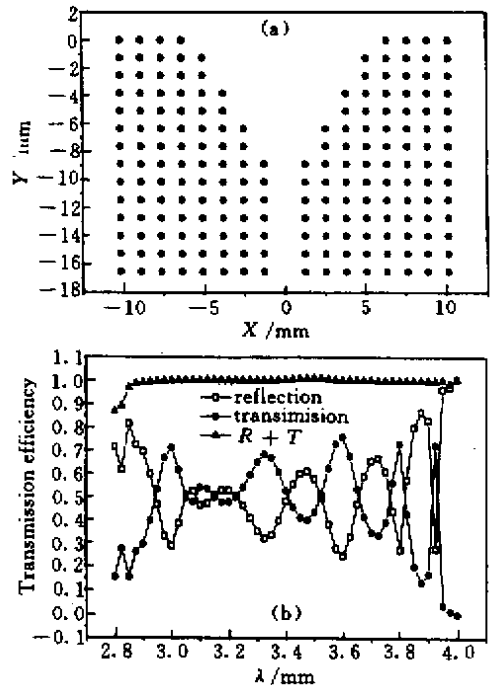 2
0
-2
-4
-6
-8
-10
-12
-14
-16
-18
Y /mm
(a)
-10 -5 0 5 10
X /mm
1.1
1.0
0.9
0.8
0.7
0.6
0.5
0.4
0.3
0.2
0.1
0.0
-0.1
Transmission efficiency
reflection
transimision
R + T
(b)
2.8 3.0 3.2 3.4 3.6 3.8 4.0
λ /mm